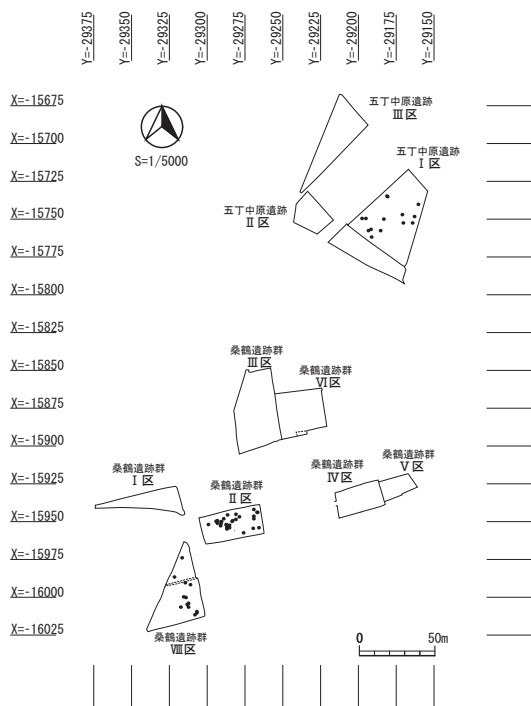 Y=-29375
Y=-29350
Y=-29325
Y=-29300
Y=-29275
Y=-29250
Y=-29225
Y=-29200
Y=-29175
Y=-29150
X=-15675
X=-15700
X=-15725
X=-15750
X=-15775
X=-15800
X=-15825
X=-15850
X=-15875
X=-15900
X=-15925
X=-15950
X=-15975
X=-16000
X=-16025
S=1/5000
五丁中原遺跡
Ⅲ区
五丁中原遺跡
Ⅰ区
五丁中原遺跡
Ⅱ区
桑鶴遺跡群
Ⅲ区
桑鶴遺跡群
Ⅵ区
桑鶴遺跡群
Ⅰ区
桑鶴遺跡群
Ⅱ区
桑鶴遺跡群
Ⅳ区
桑鶴遺跡群
Ⅴ区
桑鶴遺跡群
Ⅷ区
0 50m